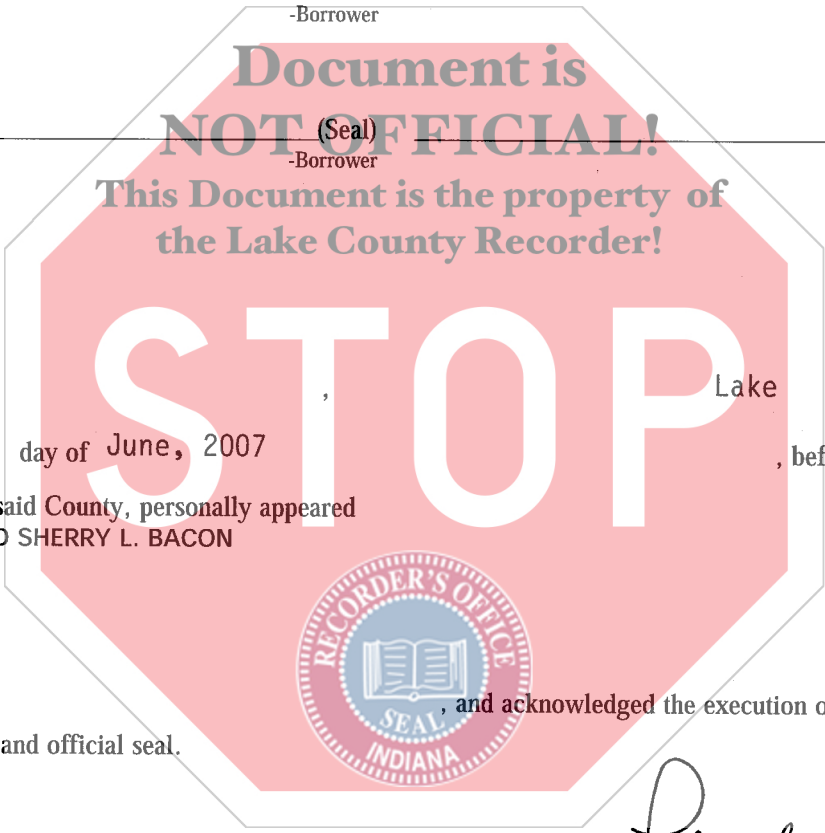 -Borrower
Document is
NOT OFFICIAL!
(Seal)
-Borrower
This Document is the property of
the Lake County Recorder!
STOP
, Lake
day of June, 2007 , bef
said County, personally appeared
SHERRY L. BACON
RECORDER'S OFFICE
SEAL
INDIANA
, and acknowledged the execution o
and official seal.